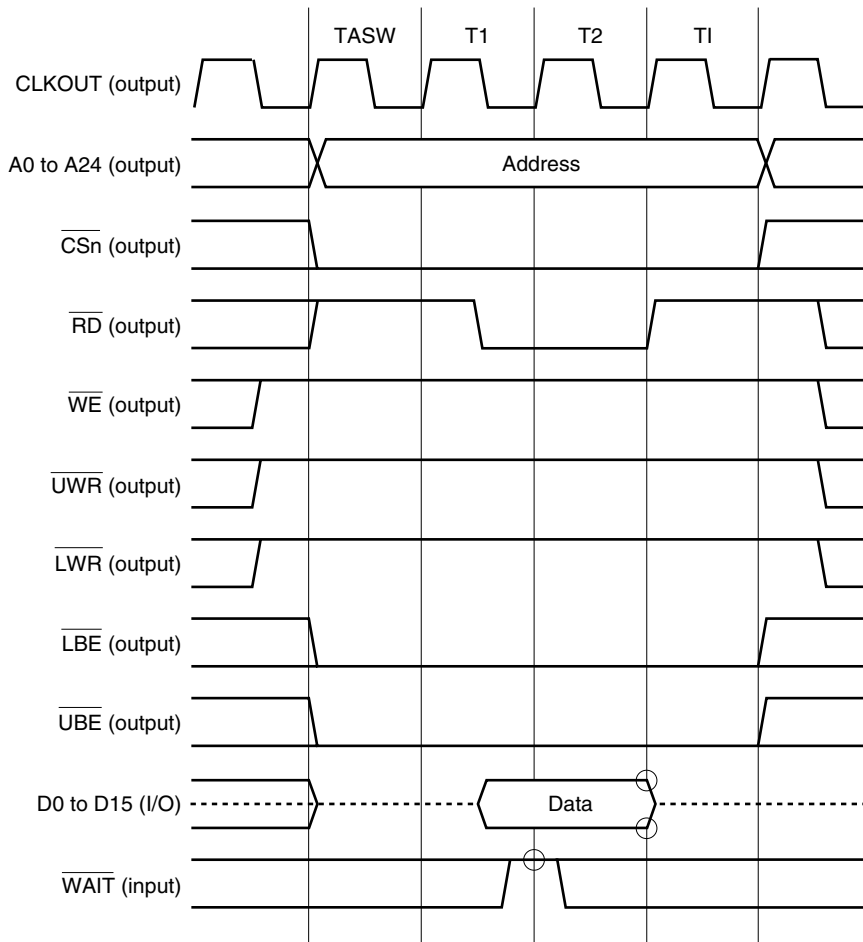 TASW T1 T2 TI
CLKOUT (output)
A0 to A24 (output) Address
CSn (output)
RD (output)
WE (output)
UWR (output)
LWR (output)
LBE (output)
UBE (output)
D0 to D15 (I/O) Data
WAIT (input)